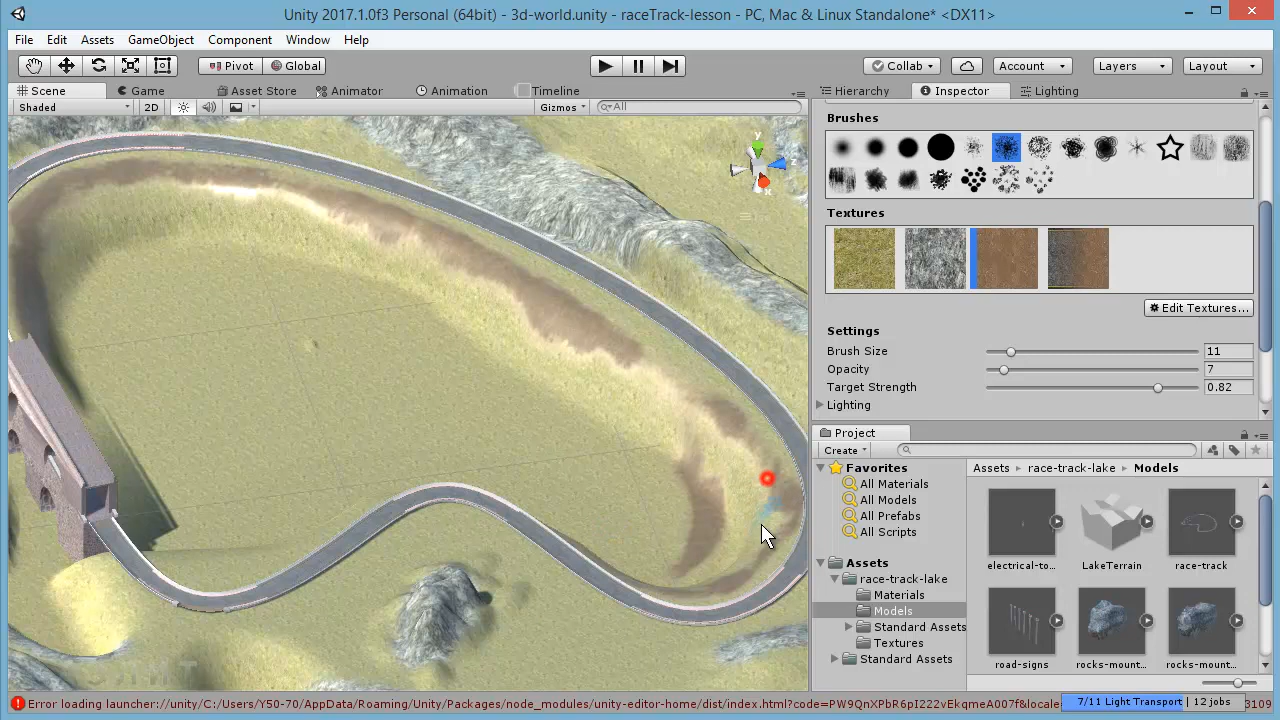 Unity 2017.1.0f3 Personal (64bit) - 3d-world.unity - raceTrack-lesson - PC, Mac & Linux Standalone* <DX11>
File Edit Assets GameObject Component Window Help
Pivot Global Collab Account Layers Layout
Scene Game Asset Store Animator Animation Timeline Hierarchy Inspector Lighting
Shaded 2D Gizmos All
Brushes
y
z
x
Iso
Textures
Edit Textures...
Settings
Brush Size 11
Opacity 7
Target Strength 0.82
Lighting
Project
Create
Favorites
All Materials
All Models
All Prefabs
All Scripts
Assets
race-track-lake
Materials
Models
Standard Assets
Textures
Standard Assets
Assets race-track-lake Models
electrical-to... LakeTerrain race-track
road-signs rocks-mount... rocks-mount...
Error loading launcher://unity/C:/Users/Y50-70/AppData/Roaming/Unity/Packages/node_modules/unity-editor-home/dist/index.html?code=PW9QnXPbR6pI222vEkqmeA007f&locale 3109
7/11 Light Transport | 12 jobs